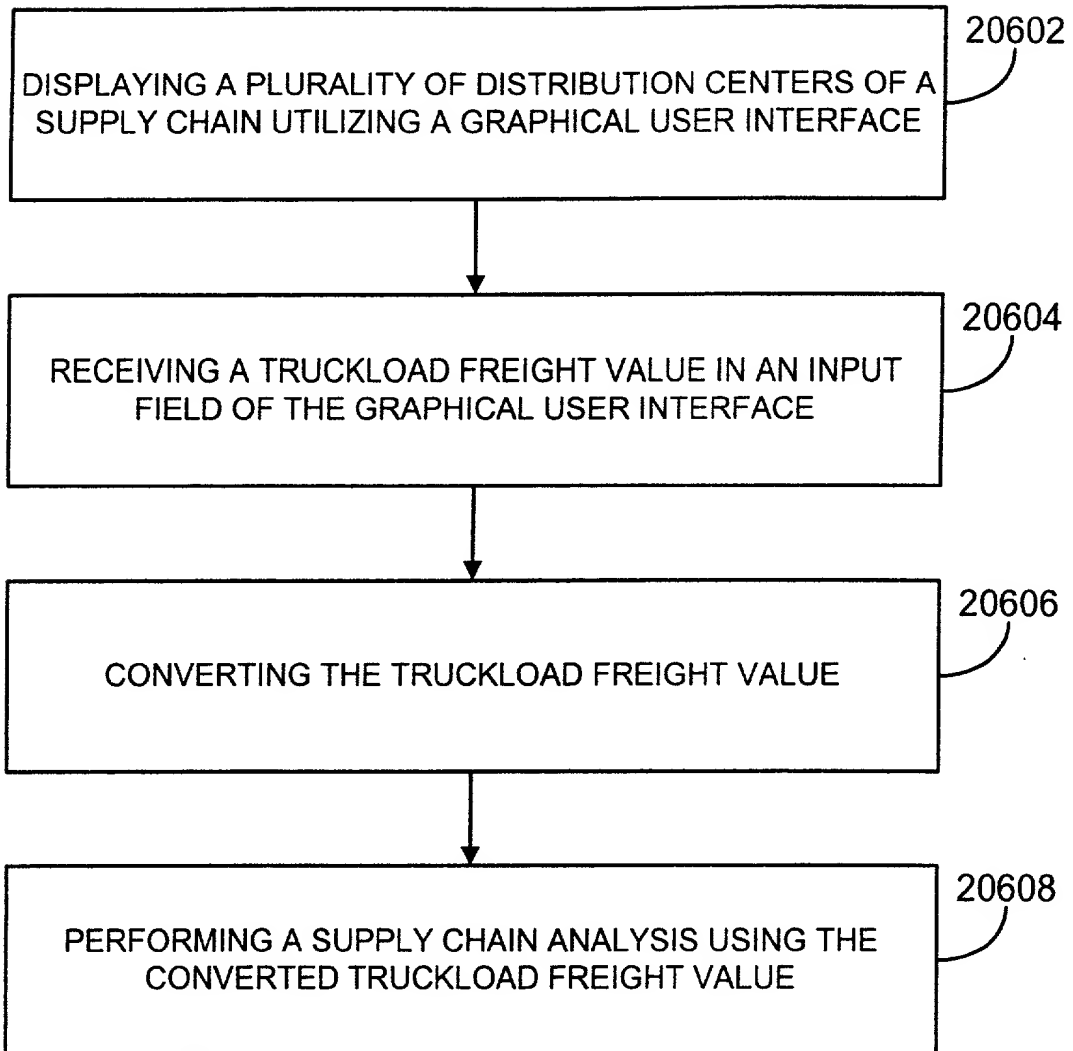 20602
DISPLAYING A PLURALITY OF DISTRIBUTION CENTERS OF A
SUPPLY CHAIN UTILIZING A GRAPHICAL USER INTERFACE
20604
RECEIVING A TRUCKLOAD FREIGHT VALUE IN AN INPUT
FIELD OF THE GRAPHICAL USER INTERFACE
20606
CONVERTING THE TRUCKLOAD FREIGHT VALUE
20608
PERFORMING A SUPPLY CHAIN ANALYSIS USING THE
CONVERTED TRUCKLOAD FREIGHT VALUE